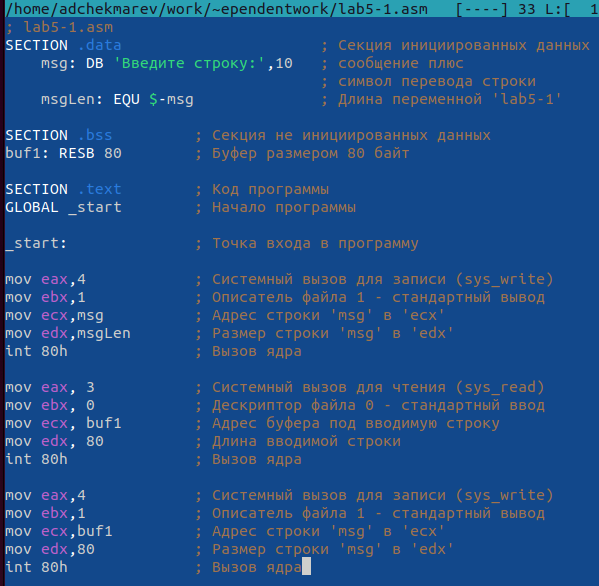 /home/adchekmarev/work/~ependentwork/lab5-1.asm   [----] 33 L:[  1
; lab5-1.asm
SECTION .data                      ; Секция инициированных данных
    msg: DB 'Введите строку:',10   ; сообщение плюс
                                   ; символ перевода строки
    msgLen: EQU $-msg              ; Длина переменной 'lab5-1'
SECTION .bss         ; Секция не инициированных данных
buf1: RESB 80        ; Буфер размером 80 байт
SECTION .text        ; Код программы
GLOBAL _start        ; Начало программы
_start:              ; Точка входа в программу
mov eax,4            ; Системный вызов для записи (sys_write)
mov ebx,1            ; Описатель файла 1 - стандартный вывод
mov ecx,msg          ; Адрес строки 'msg' в 'ecx'
mov edx,msgLen       ; Размер строки 'msg' в 'edx'
int 80h              ; Вызов ядра
mov eax, 3           ; Системный вызов для чтения (sys_read)
mov ebx, 0           ; Дескриптор файла 0 - стандартный ввод
mov ecx, buf1        ; Адрес буфера под вводимую строку
mov edx, 80          ; Длина вводимой строки
int 80h              ; Вызов ядра
mov eax,4            ; Системный вызов для записи (sys_write)
mov ebx,1            ; Описатель файла 1 - стандартный вывод
mov ecx,buf1         ; Адрес строки 'msg' в 'ecx'
mov edx,80           ; Размер строки 'msg' в 'edx'
int 80h              ; Вызов ядра